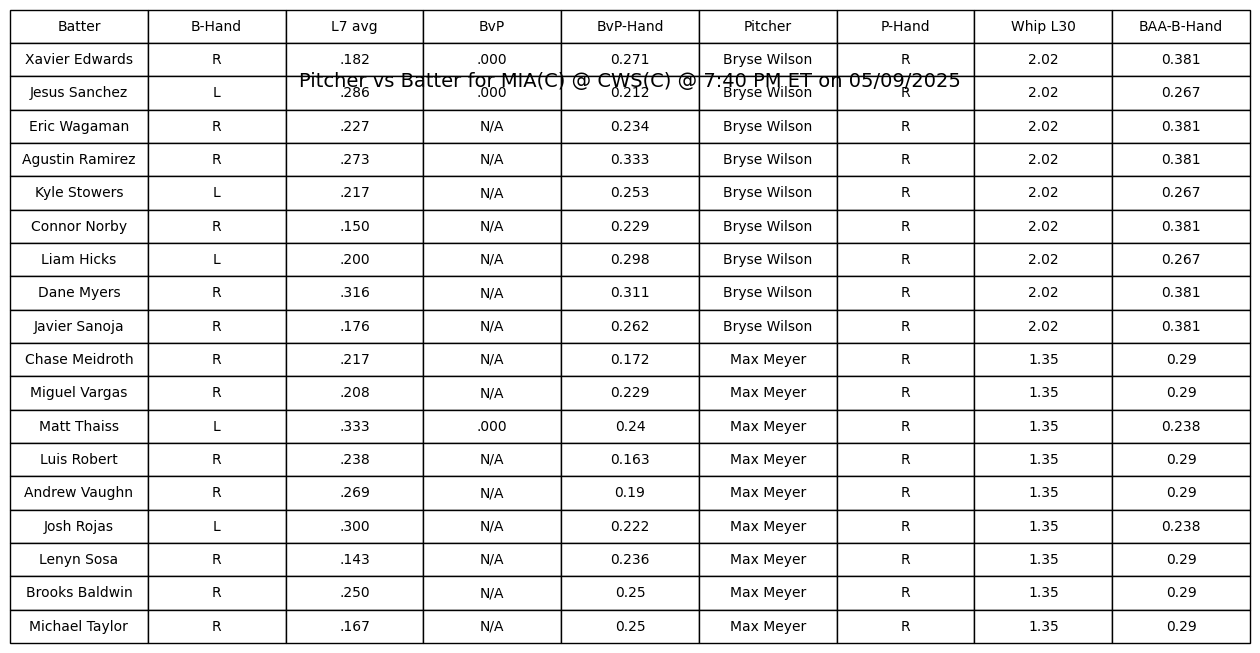 Batter B-Hand L7 avg BvP BvP-Hand Pitcher P-Hand Whip L30 BAA-B-Hand
Xavier Edwards R .182 .000 0.271 Bryse Wilson R 2.02 0.381
Pitcher vs Batter for MIA(C) @ CWS(C) @ 7:40 PM ET on 05/09/2025
Jesus Sanchez L .286 .000 0.212 Bryse Wilson R 2.02 0.267
Eric Wagaman R .227 N/A 0.234 Bryse Wilson R 2.02 0.381
Agustin Ramirez R .273 N/A 0.333 Bryse Wilson R 2.02 0.381
Kyle Stowers L .217 N/A 0.253 Bryse Wilson R 2.02 0.267
Connor Norby R .150 N/A 0.229 Bryse Wilson R 2.02 0.381
Liam Hicks L .200 N/A 0.298 Bryse Wilson R 2.02 0.267
Dane Myers R .316 N/A 0.311 Bryse Wilson R 2.02 0.381
Javier Sanoja R .176 N/A 0.262 Bryse Wilson R 2.02 0.381
Chase Meidroth R .217 N/A 0.172 Max Meyer R 1.35 0.29
Miguel Vargas R .208 N/A 0.229 Max Meyer R 1.35 0.29
Matt Thaiss L .333 .000 0.24 Max Meyer R 1.35 0.238
Luis Robert R .238 N/A 0.163 Max Meyer R 1.35 0.29
Andrew Vaughn R .269 N/A 0.19 Max Meyer R 1.35 0.29
Josh Rojas L .300 N/A 0.222 Max Meyer R 1.35 0.238
Lenyn Sosa R .143 N/A 0.236 Max Meyer R 1.35 0.29
Brooks Baldwin R .250 N/A 0.25 Max Meyer R 1.35 0.29
Michael Taylor R .167 N/A 0.25 Max Meyer R 1.35 0.29